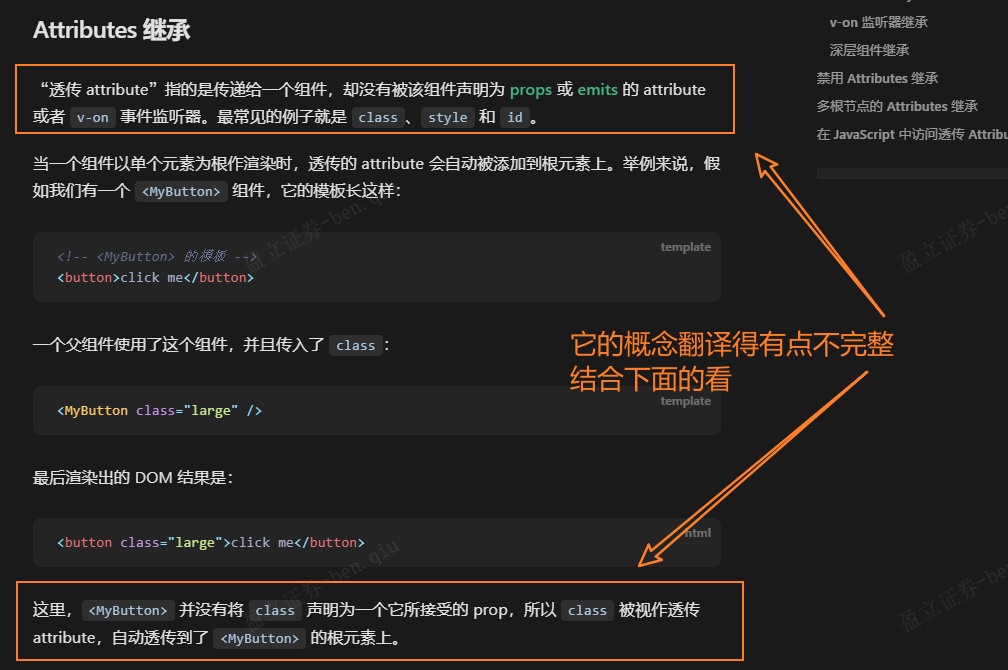 Attributes 继承
“透传 attribute”指的是传递给一个组件，却没有被该组件声明为 props 或 emits 的 attribute
或者 v-on 事件监听器。最常见的例子就是 class、style 和 id。
当一个组件以单个元素为根作渲染时，透传的 attribute 会自动被添加到根元素上。举例来说，假
如我们有一个 <MyButton> 组件，它的模板长这样：
template
<!-- <MyButton> 的模板 -->
<button>click me</button>
一个父组件使用了这个组件，并且传入了 class：
template
<MyButton class="large" />
最后渲染出的 DOM 结果是：
html
<button class="large">click me</button>
这里，<MyButton> 并没有将 class 声明为一个它所接受的 prop，所以 class 被视作透传
attribute，自动透传到了 <MyButton> 的根元素上。
它的概念翻译得有点不完整
结合下面的看
v-on 监听器继承
深层组件继承
禁用 Attributes 继承
多根节点的 Attributes 继承
在 JavaScript 中访问透传 Attribu
盈立证券-ben.q
盈立证券-ben.qiu
盈立证券-ben
盈立证券-ben